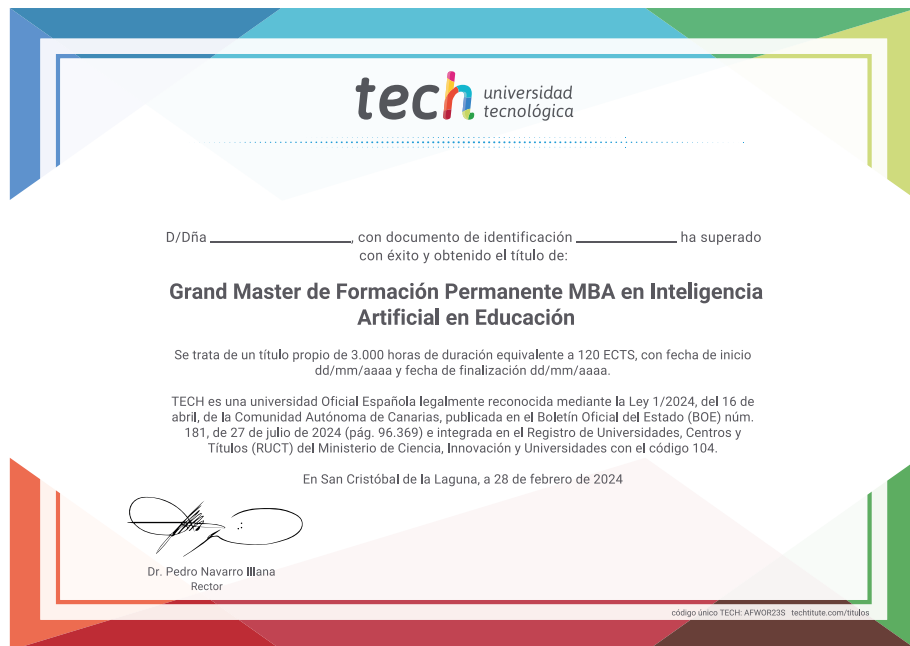 tech universidad
tecnológica
D/Dña ____________________, con documento de identificación ______________ ha superado
con éxito y obtenido el título de:
Grand Master de Formación Permanente MBA en Inteligencia
Artificial en Educación
Se trata de un título propio de 3.000 horas de duración equivalente a 120 ECTS, con fecha de inicio
dd/mm/aaaa y fecha de finalización dd/mm/aaaa.
TECH es una universidad Oficial Española legalmente reconocida mediante la Ley 1/2024, del 16 de
abril, de la Comunidad Autónoma de Canarias, publicada en el Boletín Oficial del Estado (BOE) núm.
181, de 27 de julio de 2024 (pág. 96.369) e integrada en el Registro de Universidades, Centros y
Títulos (RUCT) del Ministerio de Ciencia, Innovación y Universidades con el código 104.
En San Cristóbal de la Laguna, a 28 de febrero de 2024
Dr. Pedro Navarro Illana
Rector
código único TECH: AFWOR23S techtitute.com/titulos